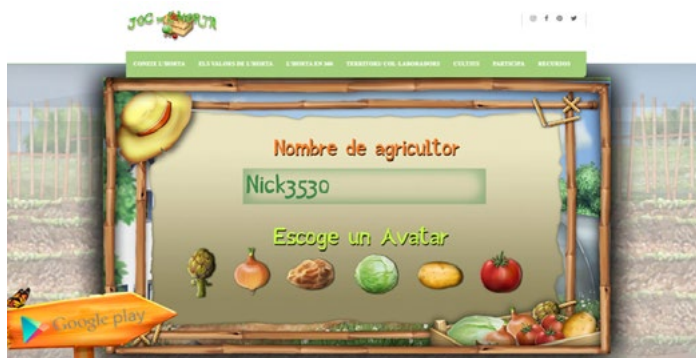 JOC DE L'HORTA
CONEIX L'HORTA ELS VALORS DE L'HORTA L'HORTA EN 360 TERRITORI COL·LABORADORS CULTIUS PARTICIPA RECURSOS
Nombre de agricultor
Nick3530
Escoge un Avatar
Google play